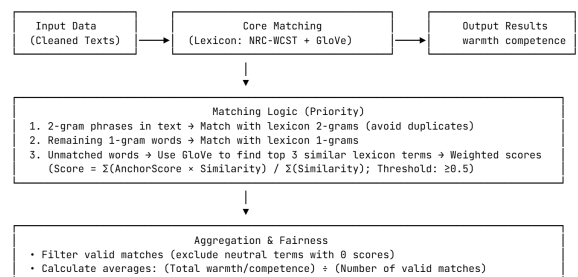 Input Data
(Cleaned Texts)
Core Matching
(Lexicon: NRC-WCST + GloVe)
Output Results
warmth competence
Matching Logic (Priority)
1. 2-gram phrases in text → Match with lexicon 2-grams (avoid duplicates)
2. Remaining 1-gram words → Match with lexicon 1-grams
3. Unmatched words → Use GloVe to find top 3 similar lexicon terms → Weighted scores
(Score = Σ(AnchorScore × Similarity) / Σ(Similarity); Threshold: ≥0.5)
Aggregation & Fairness
• Filter valid matches (exclude neutral terms with 0 scores)
• Calculate averages: (Total warmth/competence) ÷ (Number of valid matches)